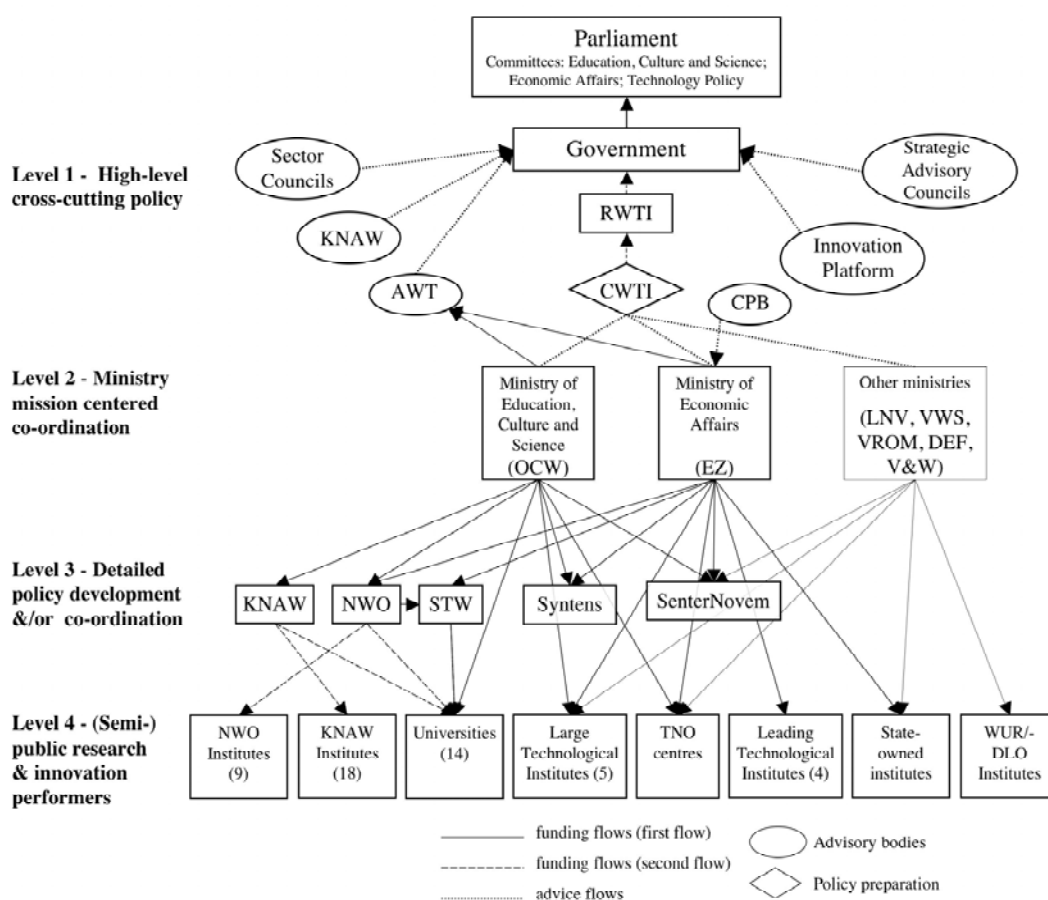 Parliament
Committees: Education, Culture and Science;
Economic Affairs; Technology Policy
Level 1 - High-level
cross-cutting policy
Sector
Councils
Government
Strategic
Advisory
Councils
KNAW
RWTI
Innovation
Platform
AWT
CWTI
CPB
Level 2 - Ministry
mission centered
co-ordination
Ministry of
Education,
Culture and
Science
(OCW)
Ministry of
Economic
Affairs
(EZ)
Other ministries
(LNV, VWS,
VROM, DEF,
V&W)
Level 3 - Detailed
policy development
&/or co-ordination
KNAW
NWO
STW
Syntens
SenterNovem
Level 4 - (Semi-)
public research
& innovation
performers
NWO
Institutes
(9)
KNAW
Institutes
(18)
Universities
(14)
Large
Technological
Institutes (5)
TNO
centres
Leading
Technological
Institutes (4)
State-
owned
institutes
WUR/-
DLO
Institutes
funding flows (first flow)
funding flows (second flow)
advice flows
Advisory bodies
Policy preparation